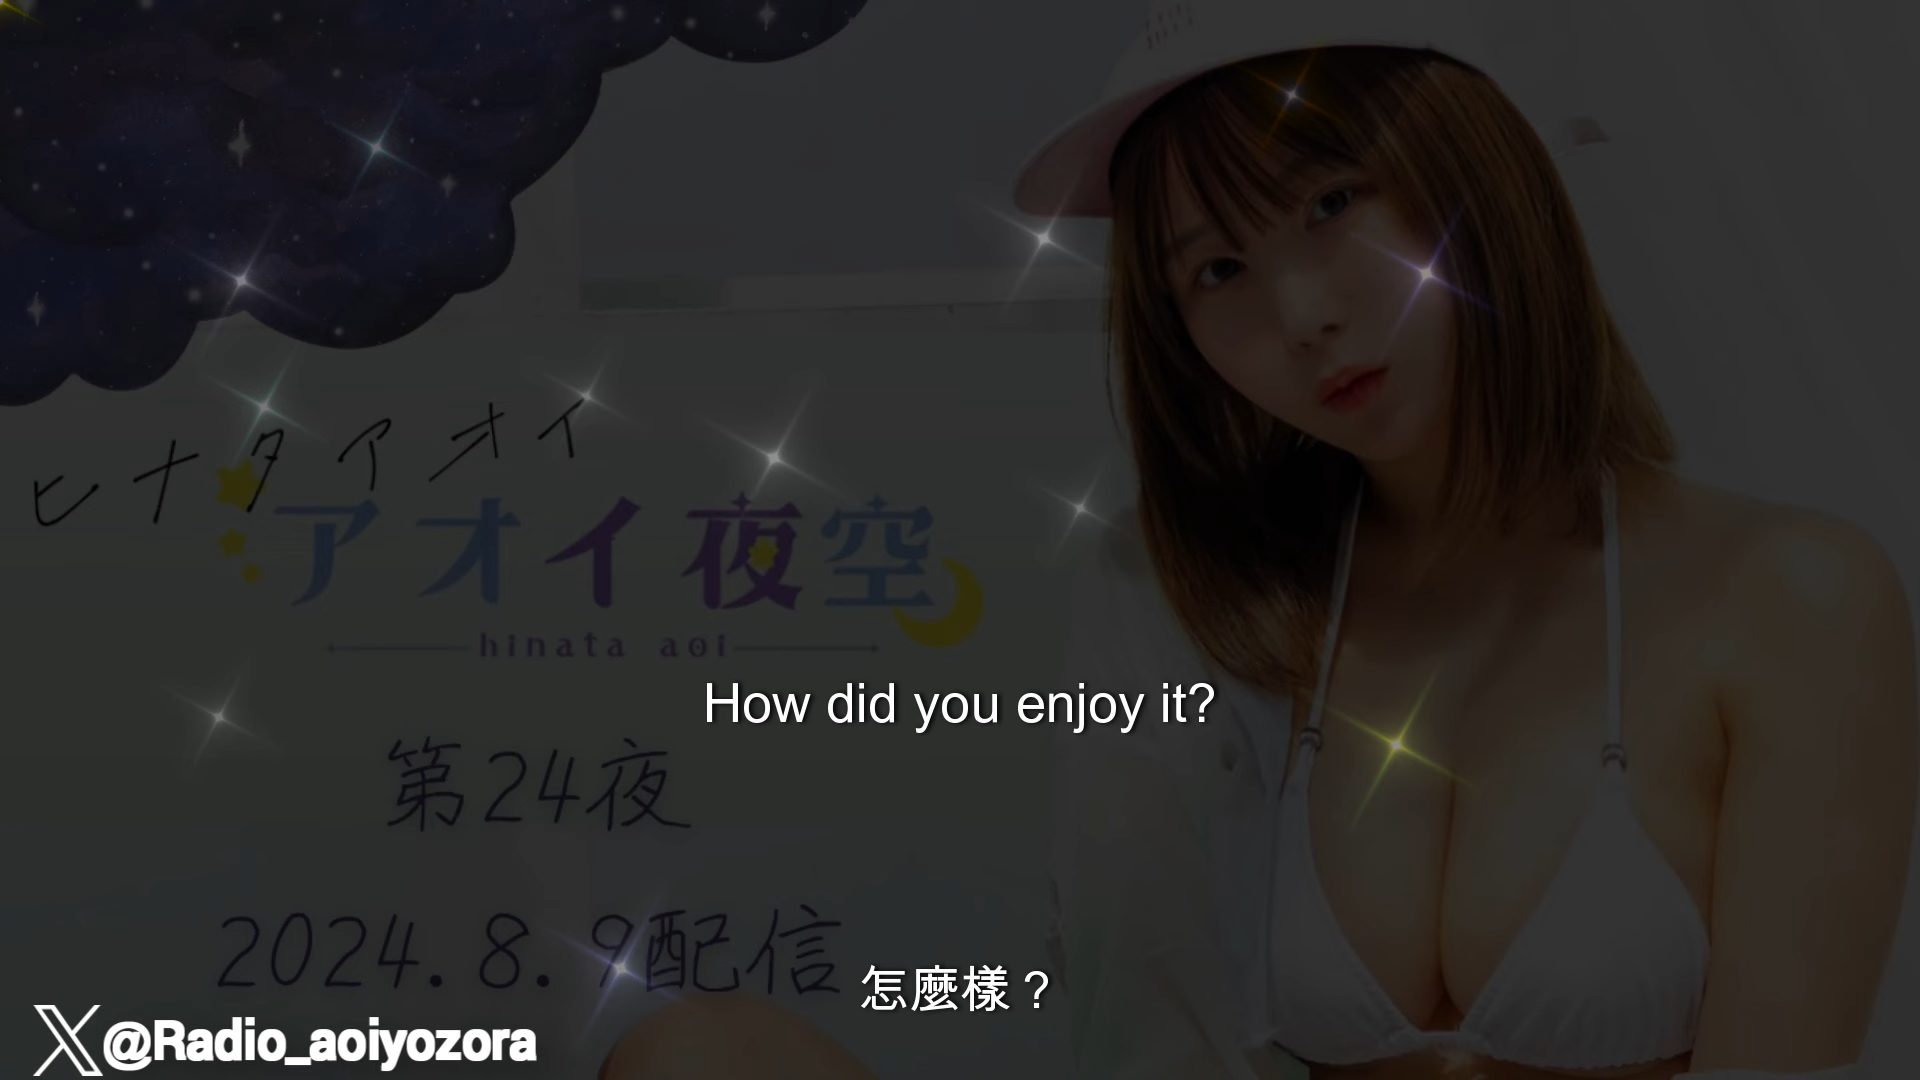 ヒナタアオイ
アオイ夜空
hinata aoi
How did you enjoy it?
第24夜
2024.8.9配信
怎麼樣？
X@Radio_aoiyozora